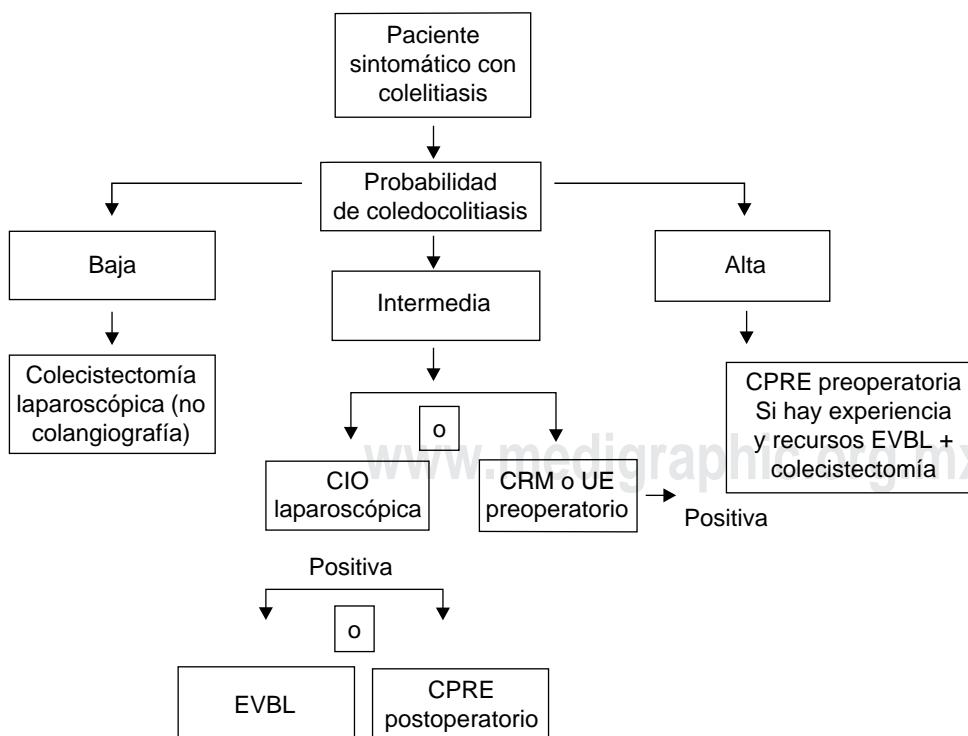 Paciente
sintomático con
colelitiasis
Probabilidad
de coledocolitiasis
Baja
Intermedia
Alta
Colecistectomía
laparoscópica (no
colangiografía)
CPRE preoperatoria
Si hay experiencia
y recursos EVBL +
colecistectomía
o
www.medigraphic.org.mx
CIO
laparoscópica
CRM o UE
preoperatorio
Positiva
Positiva
o
EVBL
CPRE
postoperatorio